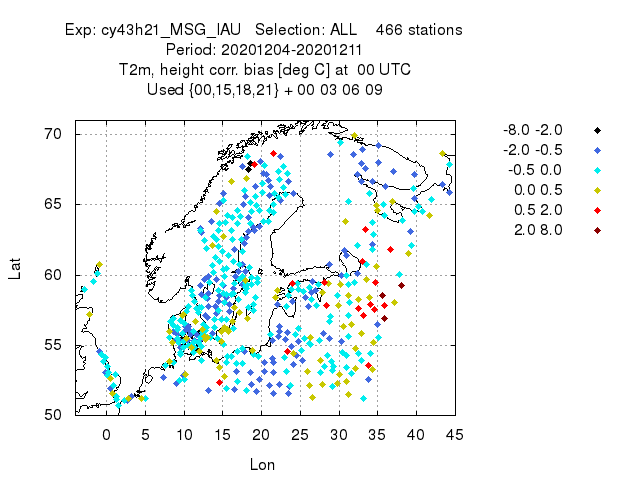 Exp: cy43h21_MSG_IAU Selection: ALL 466 stations
Period: 20201204-20201211
T2m, height corr. bias [deg C] at 00 UTC
Used {00,15,18,21} + 00 03 06 09
70
65
60
55
50
Lat
0 5 10 15 20 25 30 35 40 45
Lon
-8.0 -2.0
-2.0 -0.5
-0.5 0.0
0.0 0.5
0.5 2.0
2.0 8.0